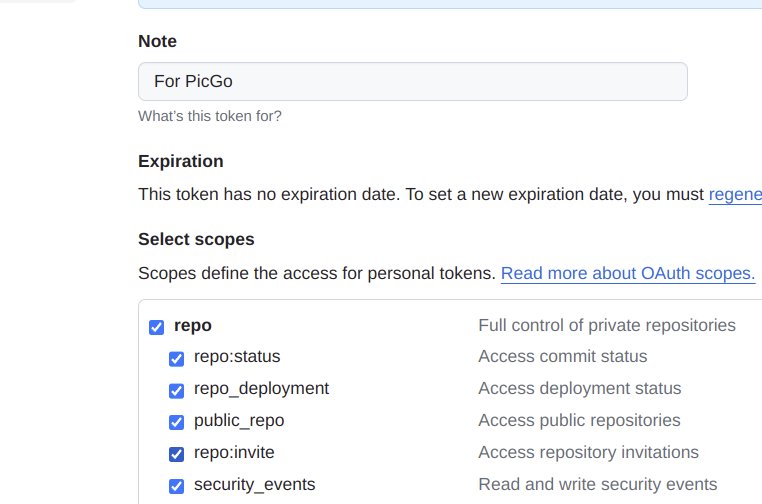 Note
For PicGo
What's this token for?
Expiration
This token has no expiration date. To set a new expiration date, you must regene
Select scopes
Scopes define the access for personal tokens. Read more about OAuth scopes.
repo Full control of private repositories
repo:status Access commit status
repo_deployment Access deployment status
public_repo Access public repositories
repo:invite Access repository invitations
security_events Read and write security events